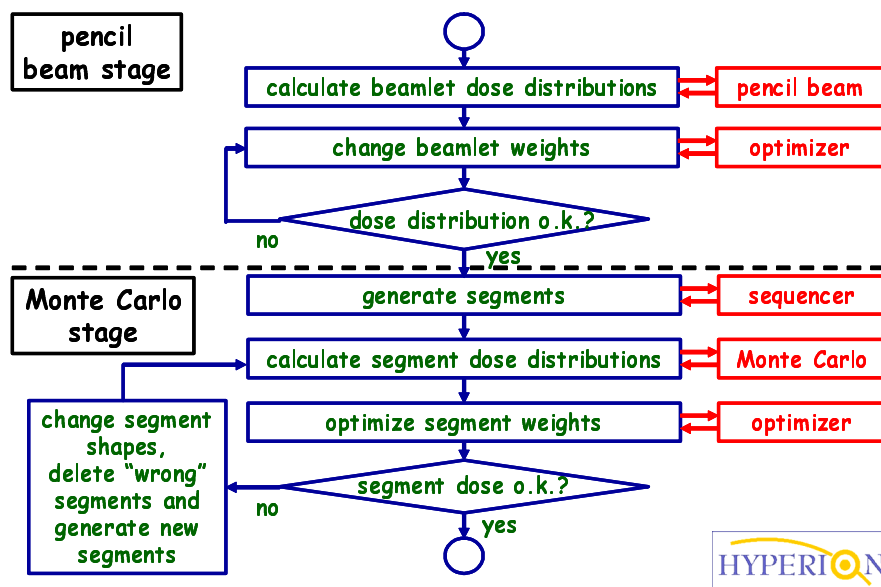 pencil
beam stage
calculate beamlet dose distributions
pencil beam
change beamlet weights
optimizer
dose distribution o.k.?
no
yes
Monte Carlo
stage
generate segments
sequencer
calculate segment dose distributions
Monte Carlo
change segment
shapes,
delete “wrong”
segments and
generate new
segments
optimize segment weights
optimizer
segment dose o.k.?
no
yes
HYPERION